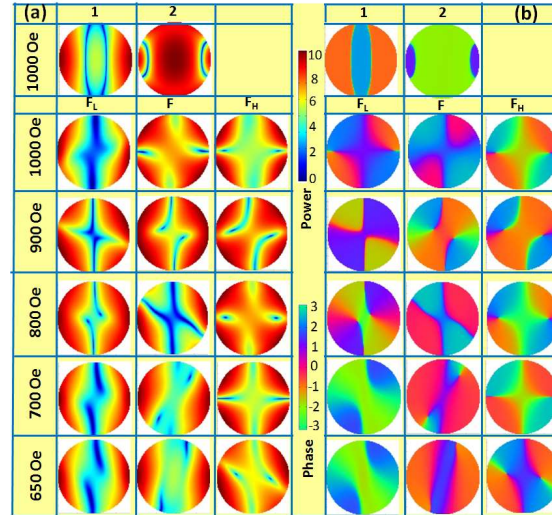 (a) 1 2 1 2 (b)
1000 Oe
10
8
6
4
2
0
Power
F_L F F_H F_L F F_H
1000 Oe
900 Oe
800 Oe
3
2
1
0
-1
-2
-3
Phase
700 Oe
650 Oe